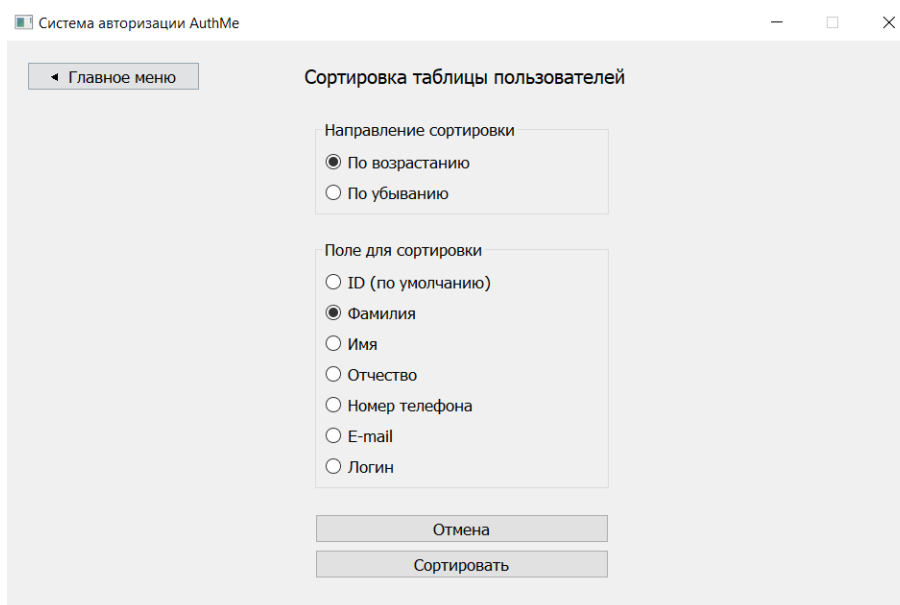 Система авторизации AuthMe
Главное меню
Сортировка таблицы пользователей
Направление сортировки
По возрастанию
По убыванию
Поле для сортировки
ID (по умолчанию)
Фамилия
Имя
Отчество
Номер телефона
E-mail
Логин
Отмена
Сортировать